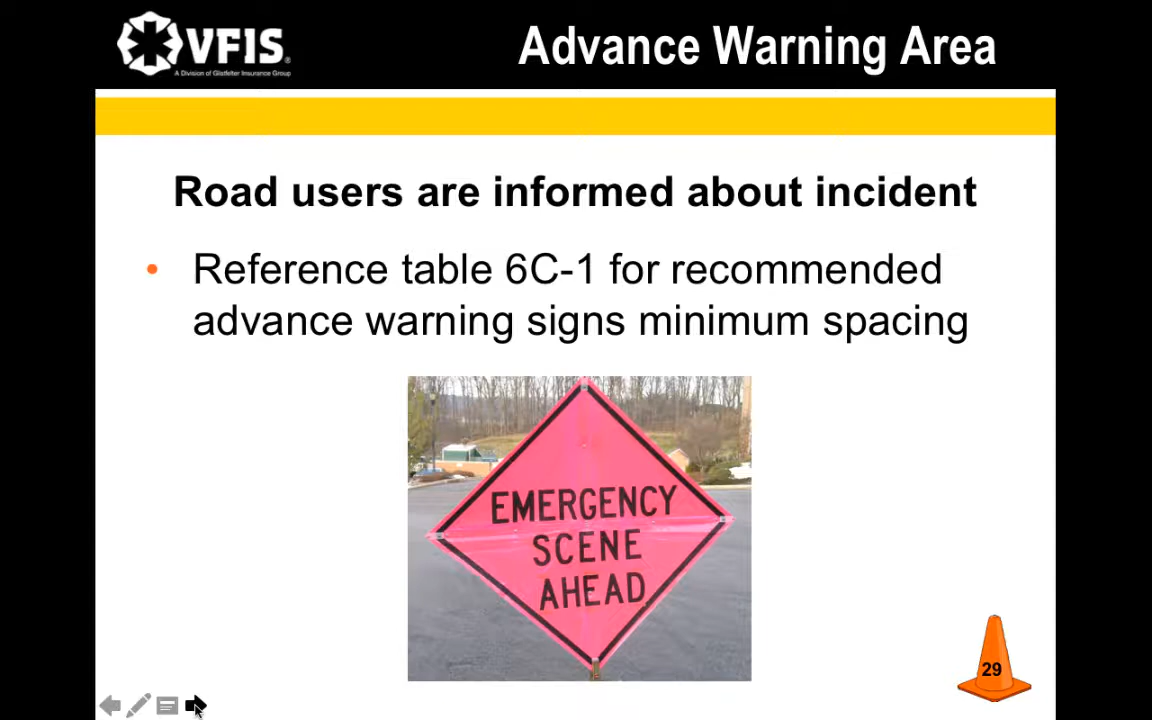 VFIS®
A Division of Glatfelter Insurance Group
Advance Warning Area
Road users are informed about incident
• Reference table 6C-1 for recommended
advance warning signs minimum spacing
EMERGENCY
SCENE
AHEAD
29